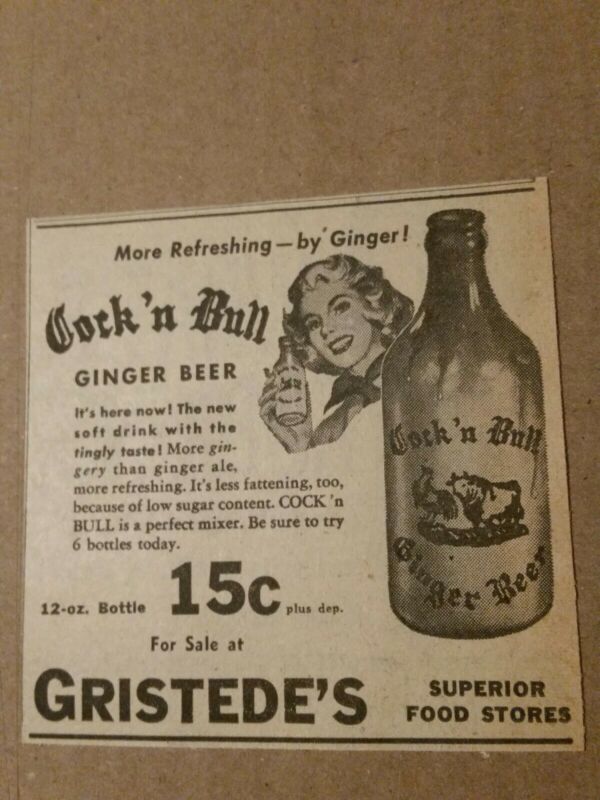 More Refreshing—by Ginger!
Cock 'n Bull
GINGER BEER
It's here now! The new
soft drink with the
tingly taste! More gin-
gery than ginger ale,
more refreshing. It's less fattening, too,
because of low sugar content. COCK 'n
BULL is a perfect mixer. Be sure to try
6 bottles today.
12-oz. Bottle 15c plus dep.
For Sale at
GRISTEDE'S
SUPERIOR
FOOD STORES
Cock 'n Bull
Ginger Beer